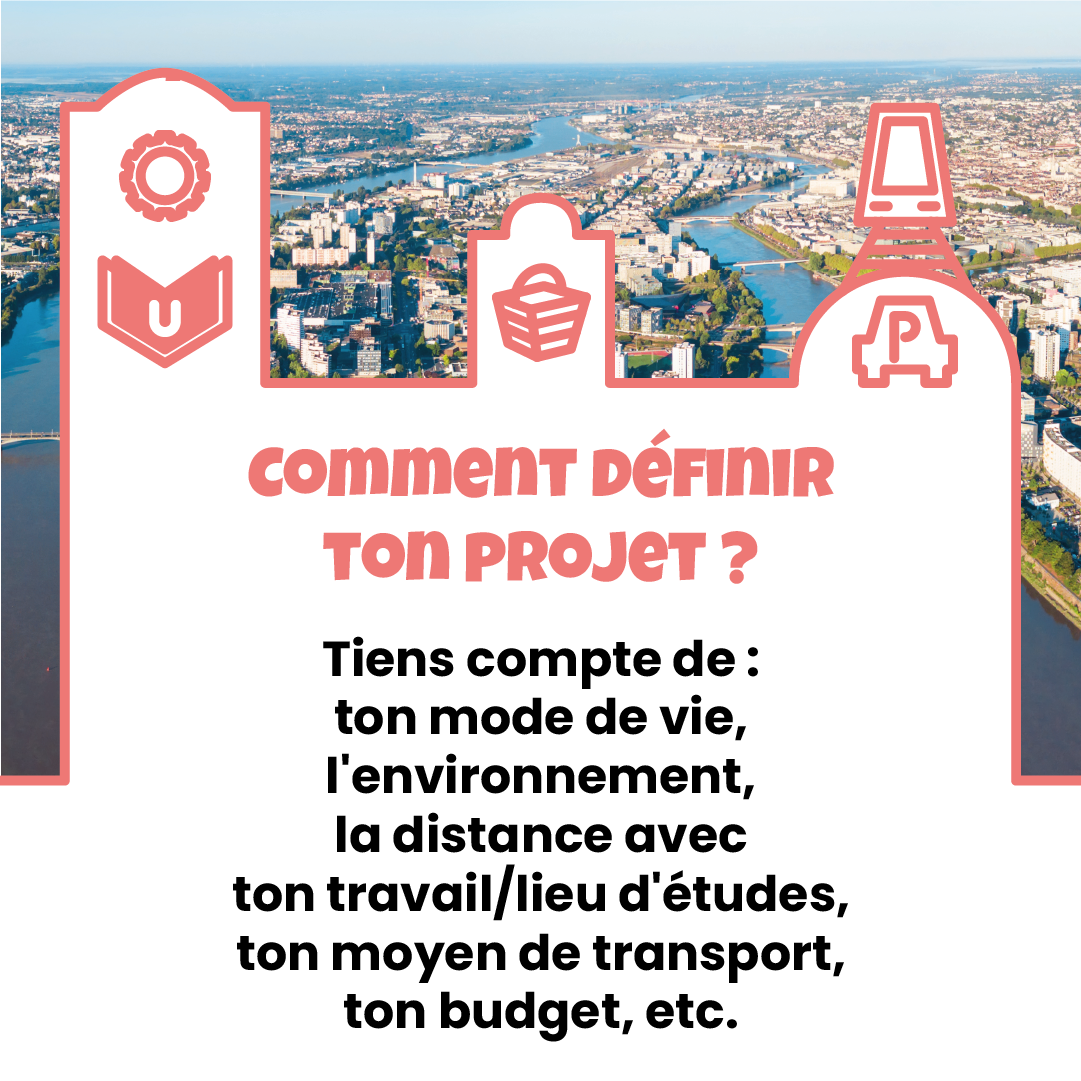 U
P
Comment définir
ton projet ?
Tiens compte de :
ton mode de vie,
l'environnement,
la distance avec
ton travail/lieu d'études,
ton moyen de transport,
ton budget, etc.